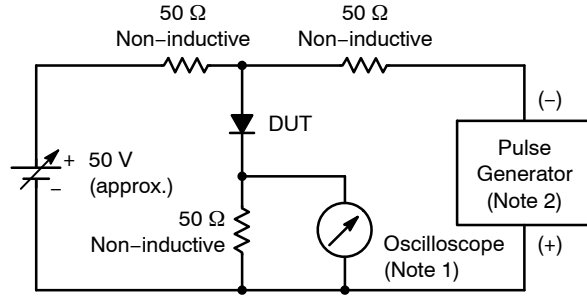 50 Ω
Non−inductive
50 Ω
Non−inductive
DUT
+
50 V
−
(approx.)
50 Ω
Non−inductive
Oscilloscope
(Note 1)
(−)
Pulse
Generator
(Note 2)
(+)